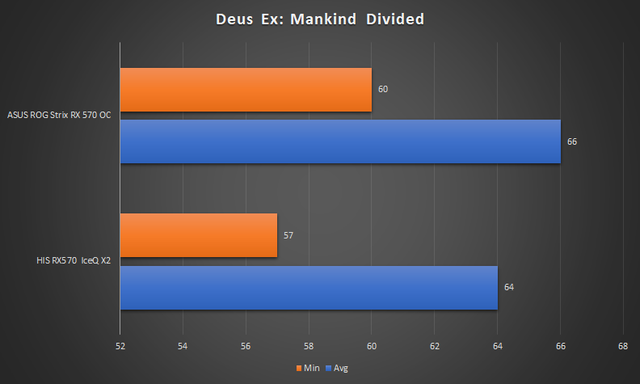 Deus Ex: Mankind Divided
60
ASUS ROG Strix RX 570 OC
66
57
HIS RX570 IceQ X2
64
52 54 56 58 60 62 64 66 68
Min Avg